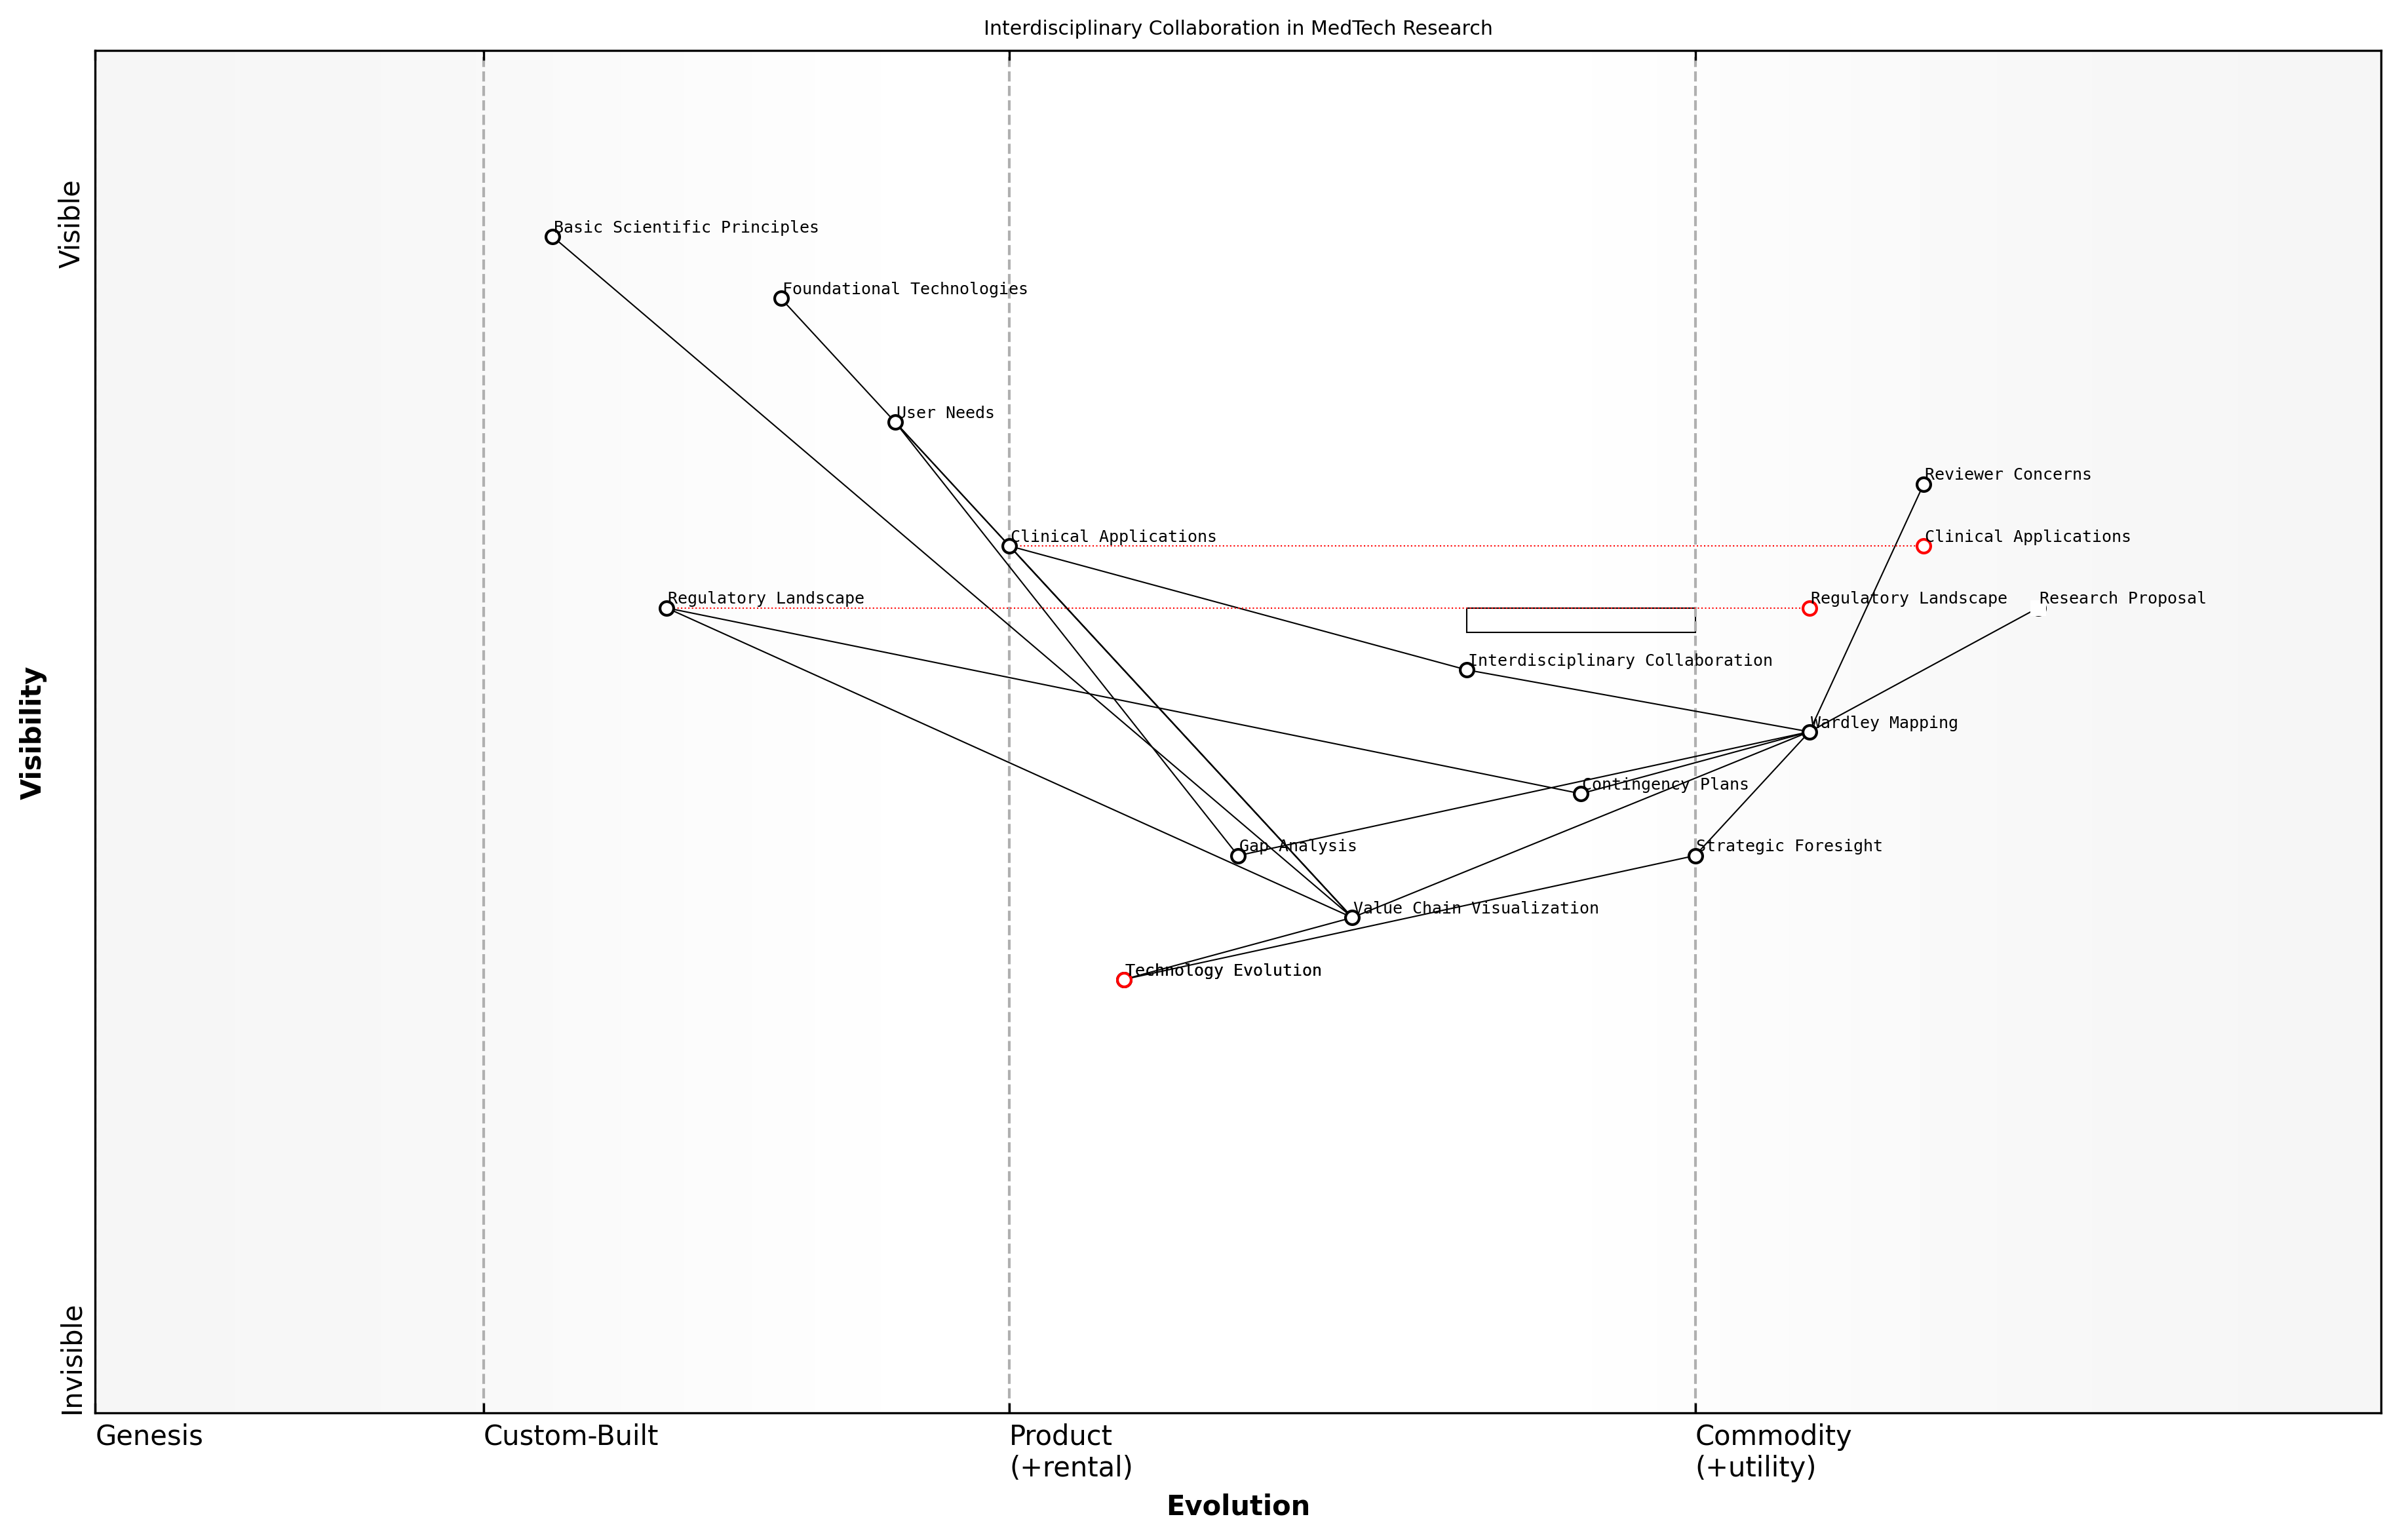 Interdisciplinary Collaboration in MedTech Research
Visible
Basic Scientific Principles
Foundational Technologies
User Needs
Reviewer Concerns
Clinical Applications
Clinical Applications
Regulatory Landscape
Regulatory Landscape
Research Proposal
Interdisciplinary Collaboration
Wardley Mapping
Visibility
Contingency Plans
Gap Analysis
Strategic Foresight
Value Chain Visualization
Technology Evolution
Invisible
Genesis
Custom-Built
Product
(+rental)
Commodity
(+utility)
Evolution